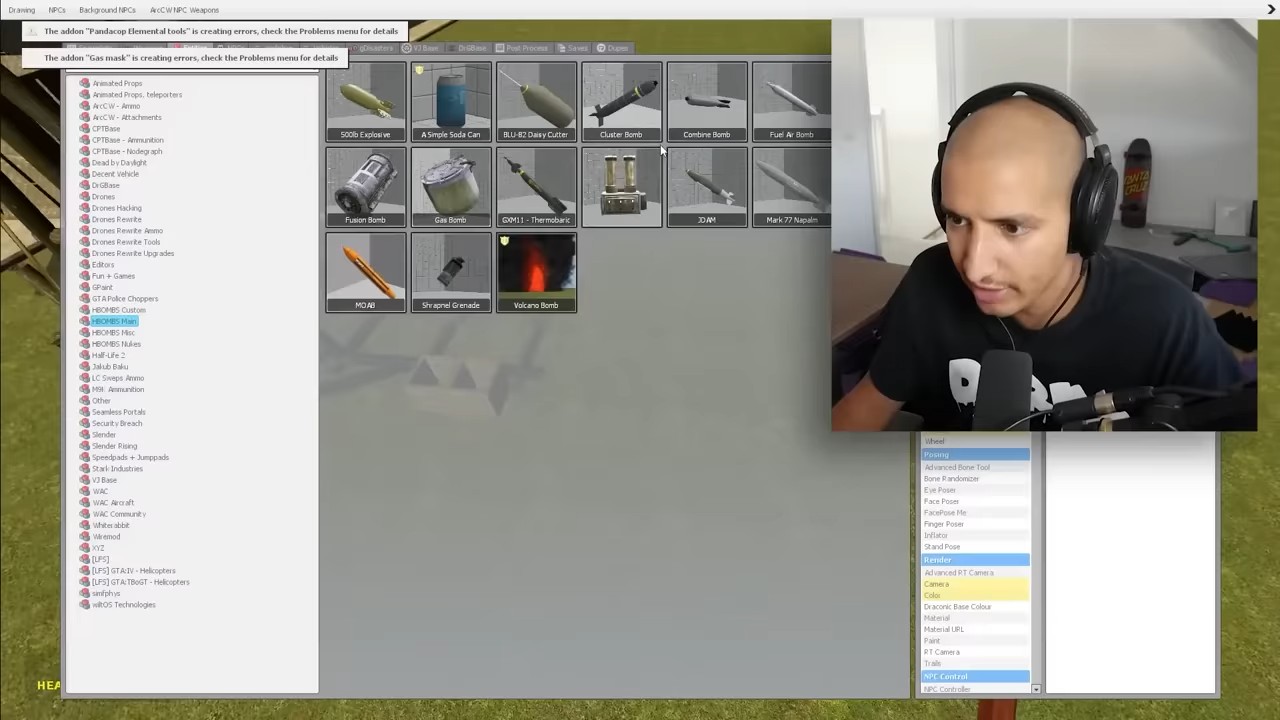 Drawing NPCs Background NPCs ArcCW NPC Weapons
The addon "Pandacop Elemental tools" is creating errors, check the Problems menu for details
The addon "Gas mask" is creating errors, check the Problems menu for details
VJ Base DrGBase Post Process Saves Dupes
Animated Props
Animated Props, teleporters
ArcCW - Ammo
ArcCW - Attachments
CPTBase
CPTBase - Ammunition
CPTBase - Nodegraph
Dead by Daylight
Decent Vehicle
DrGBase
Drones
Drones Hacking
Drones Rewrite
Drones Rewrite Ammo
Drones Rewrite Tools
Drones Rewrite Upgrades
Editors
Fun + Games
GPaint
GTA Police Choppers
HBOMBS Custom
HBOMBS Main
HBOMBS Misc
HBOMBS Nukes
Half-Life 2
Jakub Baku
LC Sweps Ammo
M9K Ammunition
Other
Seamless Portals
Security Breach
Slender
Slender Rising
Speedpads + Jumppads
Stark Industries
VJ Base
WAC
WAC Aircraft
WAC Community
Whiterabbit
Wiremod
XYZ
[LFS]
[LFS] GTA:IV - Helicopters
[LFS] GTA:TBoGT - Helicopters
simfphys
wiltOS Technologies
500lb Explosive
A Simple Soda Can
BLU-82 Daisy Cutter
Cluster Bomb
Combine Bomb
Fuel Air Bomb
Fusion Bomb
Gas Bomb
GXM11 - Thermobaric
JDAM
Mark 77 Napalm
MOAB
Shrapnel Grenade
Volcano Bomb
SANTA
CRUZ
Wheel
Posing
Advanced Bone Tool
Bone Randomizer
Eye Poser
Face Poser
FacePose Me
Finger Poser
Inflator
Stand Pose
Render
Advanced RT Camera
Camera
Color
Draconic Base Colour
Material
Material URL
Paint
RT Camera
Trails
NPC Control
NPC Controller
HEA